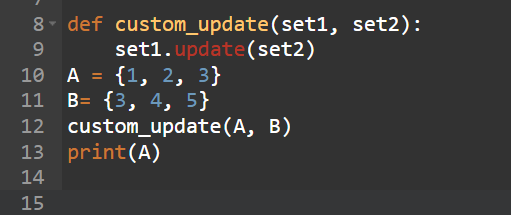 8 def custom_update(set1, set2):
9     set1.update(set2)
10 A = {1, 2, 3}
11 B= {3, 4, 5}
12 custom_update(A, B)
13 print(A)
14
15